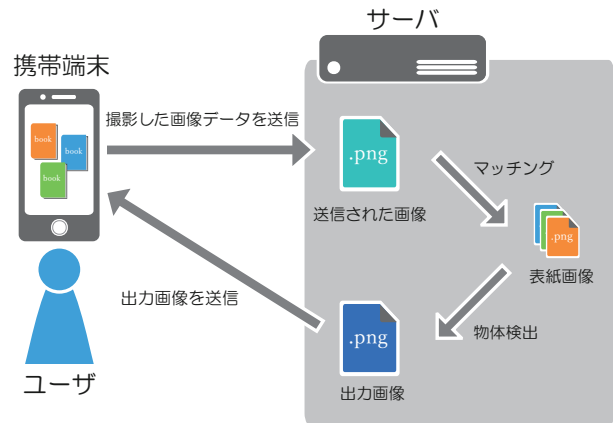 サーバ
携帯端末
book
book
book
撮影した画像データを送信
.png
送信された画像
マッチング
.png
表紙画像
物体検出
.png
出力画像
出力画像を送信
ユーザ